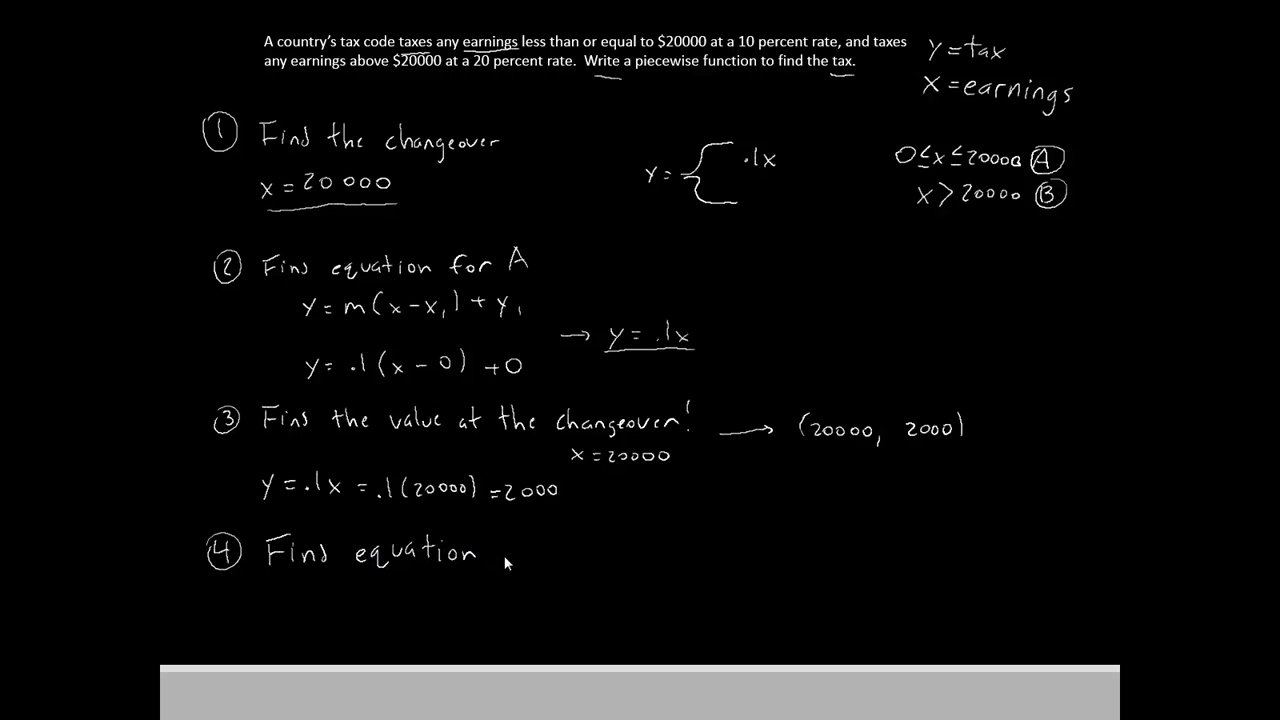 A country's tax code taxes any earnings less than or equal to $20000 at a 10 percent rate, and taxes
any earnings above $20000 at a 20 percent rate. Write a piecewise function to find the tax.
y = tax
x = earnings
① Find the changeover
x = 20 000
y = { .1x
0 ≤ x ≤ 20000 Ⓐ
x > 20000 Ⓑ
② Find equation for A
y = m(x - x₁) + y₁
y = .1(x - 0) + 0
→ y = .1x
③ Find the value at the changeover!
x = 20000
→ (20000, 2000)
y = .1x = .1(20000) = 2000
④ Find equation